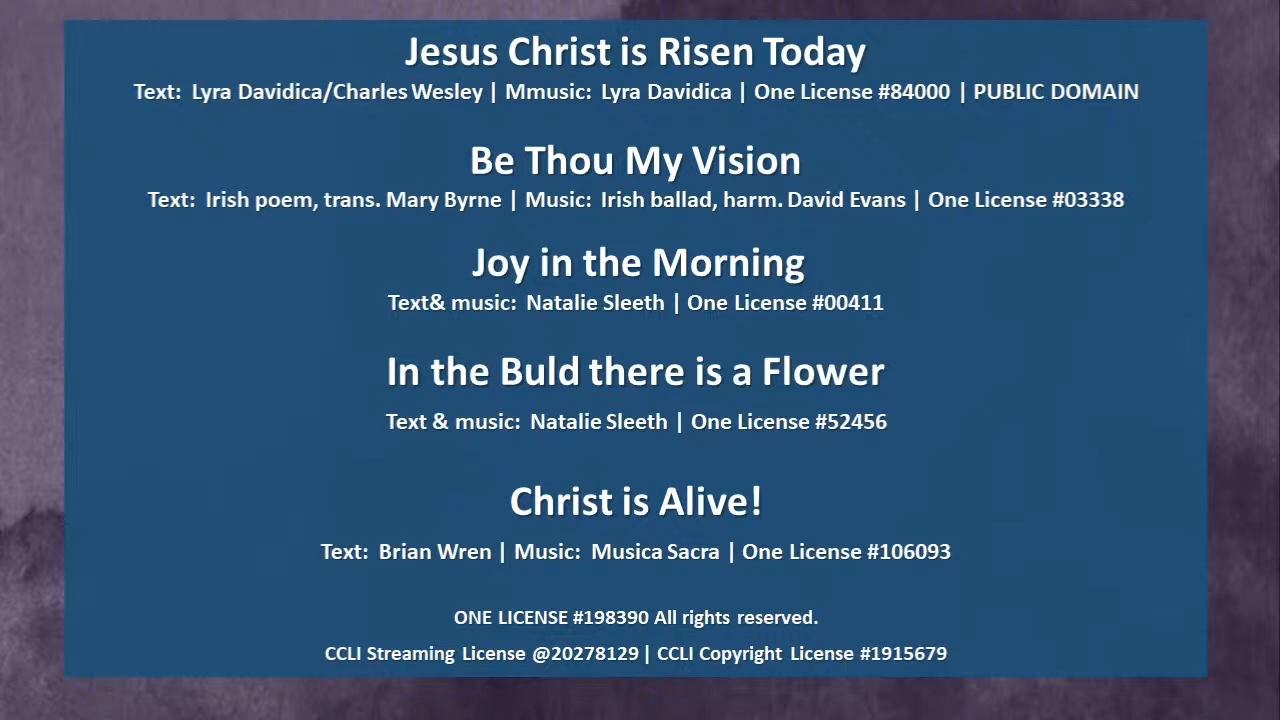 Jesus Christ is Risen Today
Text: Lyra Davidica/Charles Wesley | Mmusic: Lyra Davidica | One License #84000 | PUBLIC DOMAIN
Be Thou My Vision
Text: Irish poem, trans. Mary Byrne | Music: Irish ballad, harm. David Evans | One License #03338
Joy in the Morning
Text& music: Natalie Sleeth | One License #00411
In the Buld there is a Flower
Text & music: Natalie Sleeth | One License #52456
Christ is Alive!
Text: Brian Wren | Music: Musica Sacra | One License #106093
ONE LICENSE #198390 All rights reserved.
CCLI Streaming License @20278129 | CCLI Copyright License #1915679